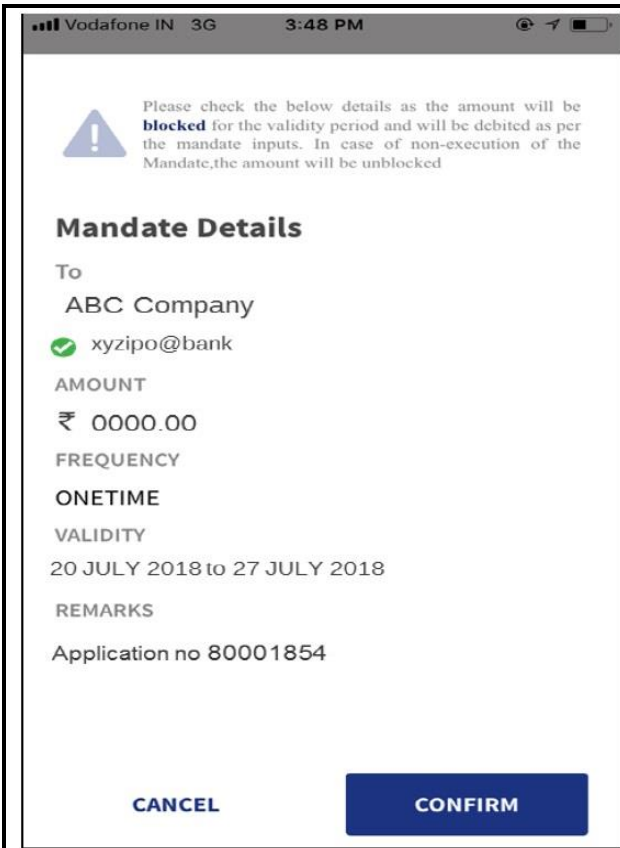 Vodafone IN 3G 3:48 PM
Please check the below details as the amount will be
blocked for the validity period and will be debited as per
the mandate inputs. In case of non-execution of the
Mandate,the amount will be unblocked
Mandate Details
To
ABC Company
xyzipo@bank
AMOUNT
₹ 0000.00
FREQUENCY
ONETIME
VALIDITY
20 JULY 2018 to 27 JULY 2018
REMARKS
Application no 80001854
CANCEL CONFIRM